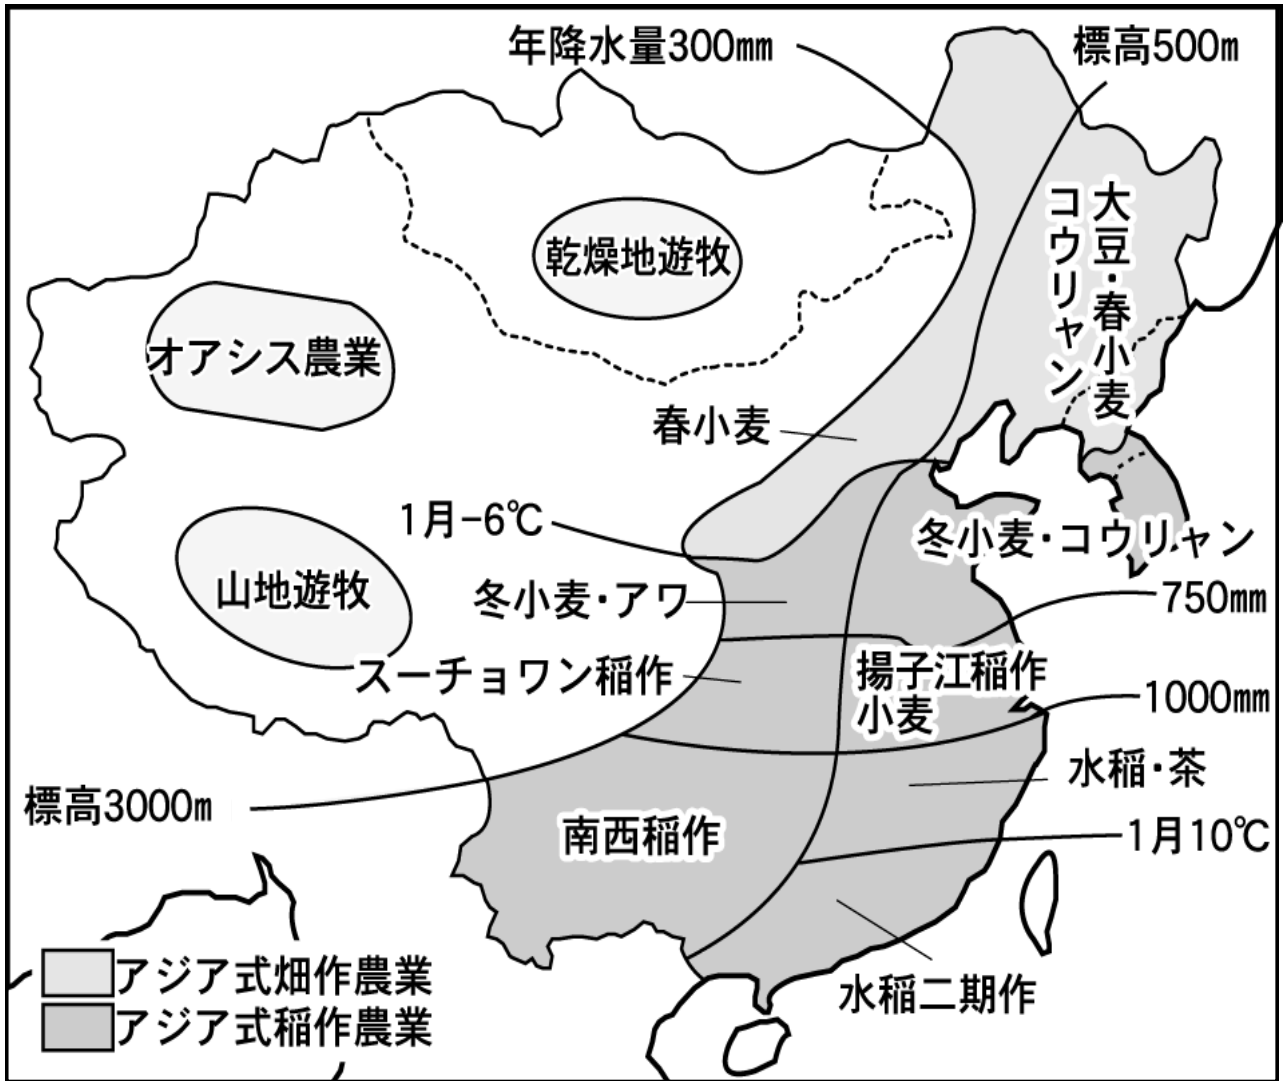 年降水量300mm
標高500m
大豆・春小麦
コウリャン
乾燥地遊牧
オアシス農業
春小麦
1月-6℃
冬小麦・コウリャン
山地遊牧
冬小麦・アワ
750mm
スーチョワン稲作
揚子江稲作
小麦
1000mm
水稲・茶
標高3000m
南西稲作
1月10℃
アジア式畑作農業
水稲二期作
アジア式稲作農業